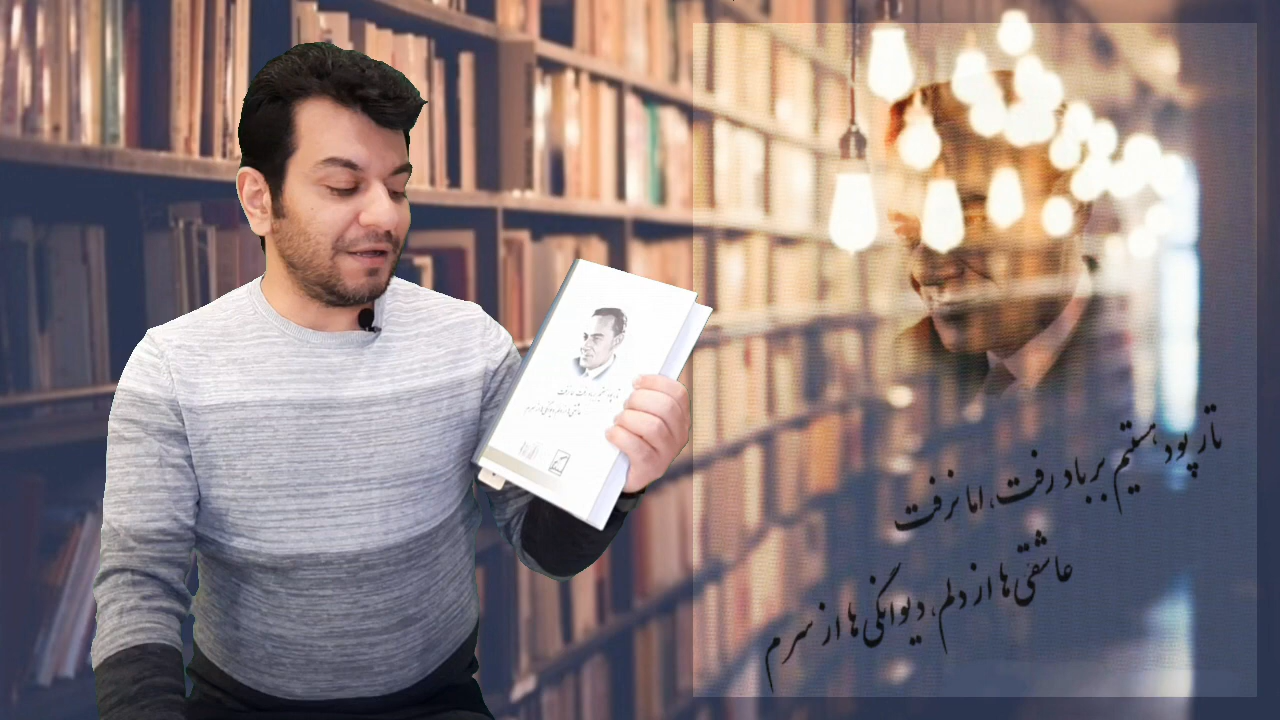 تار پود هستیم بر باد رفت، اما نرفت
عاشقی ها از دلم، دیوانگی ها از سرم